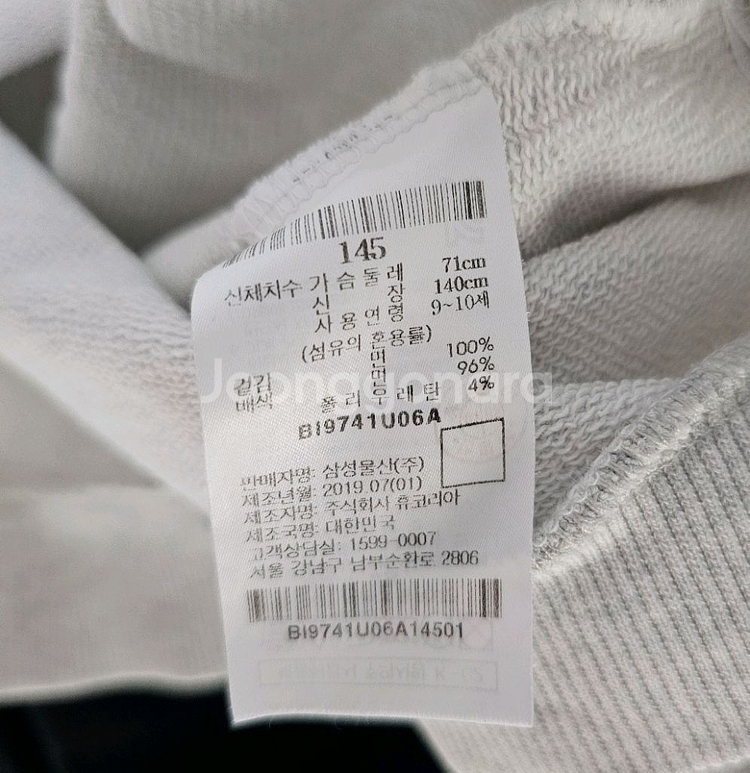 145
신체치수 가슴둘레 71cm
신 장 140cm
사용연령 9~10세
(섬유의 혼용률)
겉감 면 100%
배색 면 96%
폴리우레탄 4%
Joonggonara
BI9741U06A
판매자명: 삼성물산(주)
제조년월: 2019.07(01)
제조자명: 주식회사 휴코리아
제조국명: 대한민국
고객상담실: 1599-0007
서울 강남구 남부순환로 2806
BI9741U06A14501